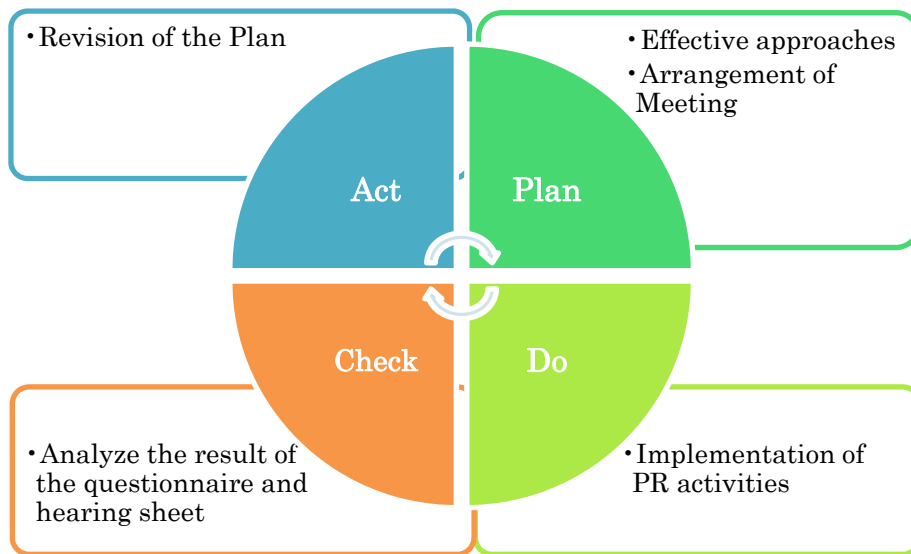 ・Revision of the Plan
・Effective approaches
・Arrangement of
Meeting
Act
Plan
Check
Do
・Analyze the result of
the questionnaire and
hearing sheet
・Implementation of
PR activities